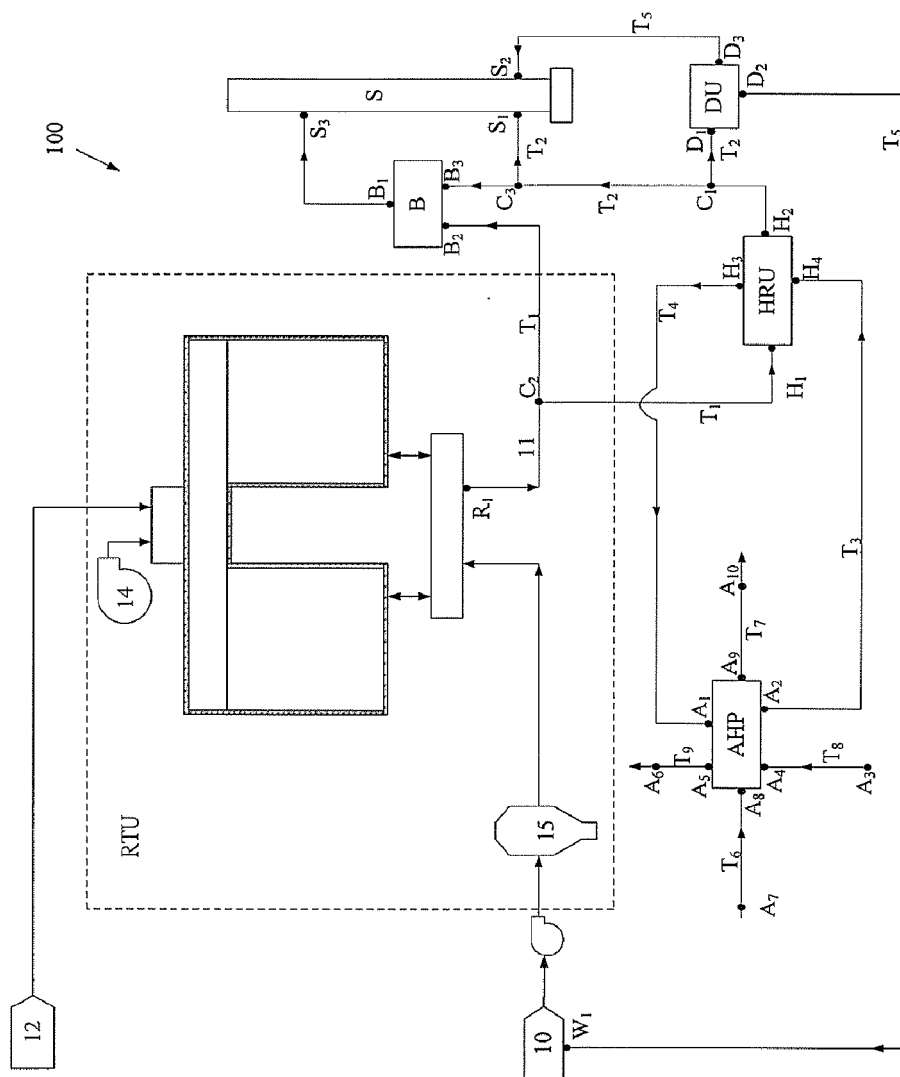 100
12
RTU
14
15
10
W₁
R₁
11
C₂
T₁
T₁
H₁
HRU
H₂
H₃
H₄
T₄
T₃
B
B₁
B₂
B₃
C₃
T₂
T₂
C₁
S
S₁
S₂
S₃
T₅
DU
D₁
T₂
D₂
D₃
T₅
AHP
A₁
A₂
A₃
A₄
A₅
A₆
A₇
A₈
A₉
A₁₀
T₆
T₇
T₈
T₉